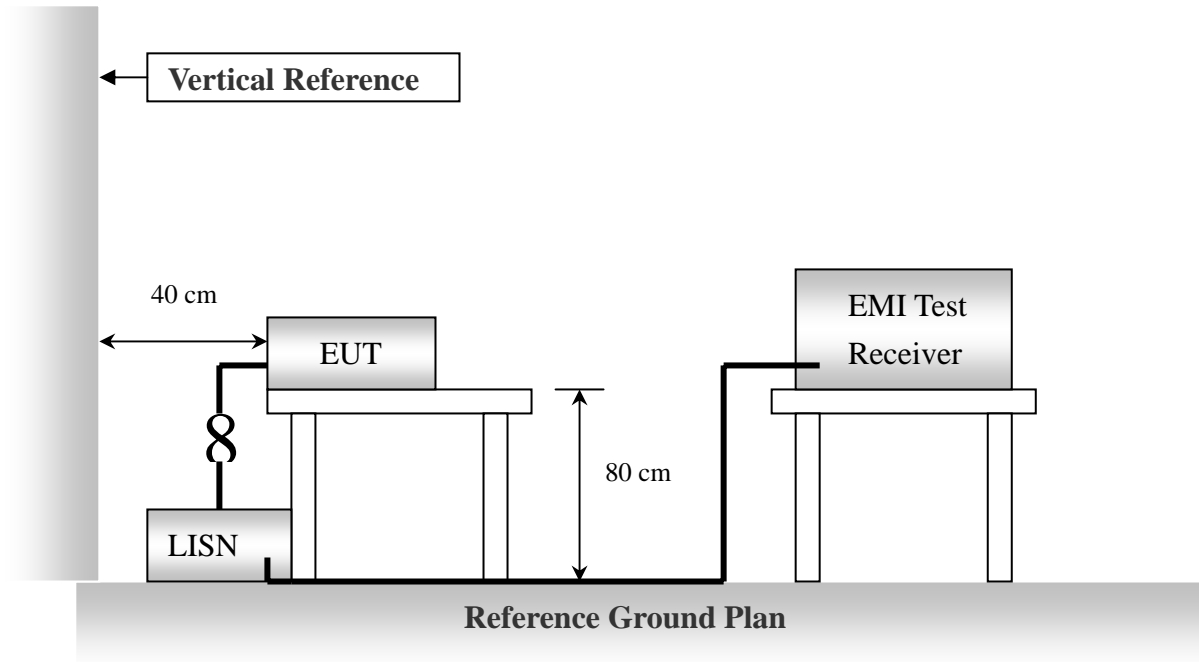 Vertical Reference
40 cm
EUT
EMI Test
Receiver
80 cm
LISN
Reference Ground Plan